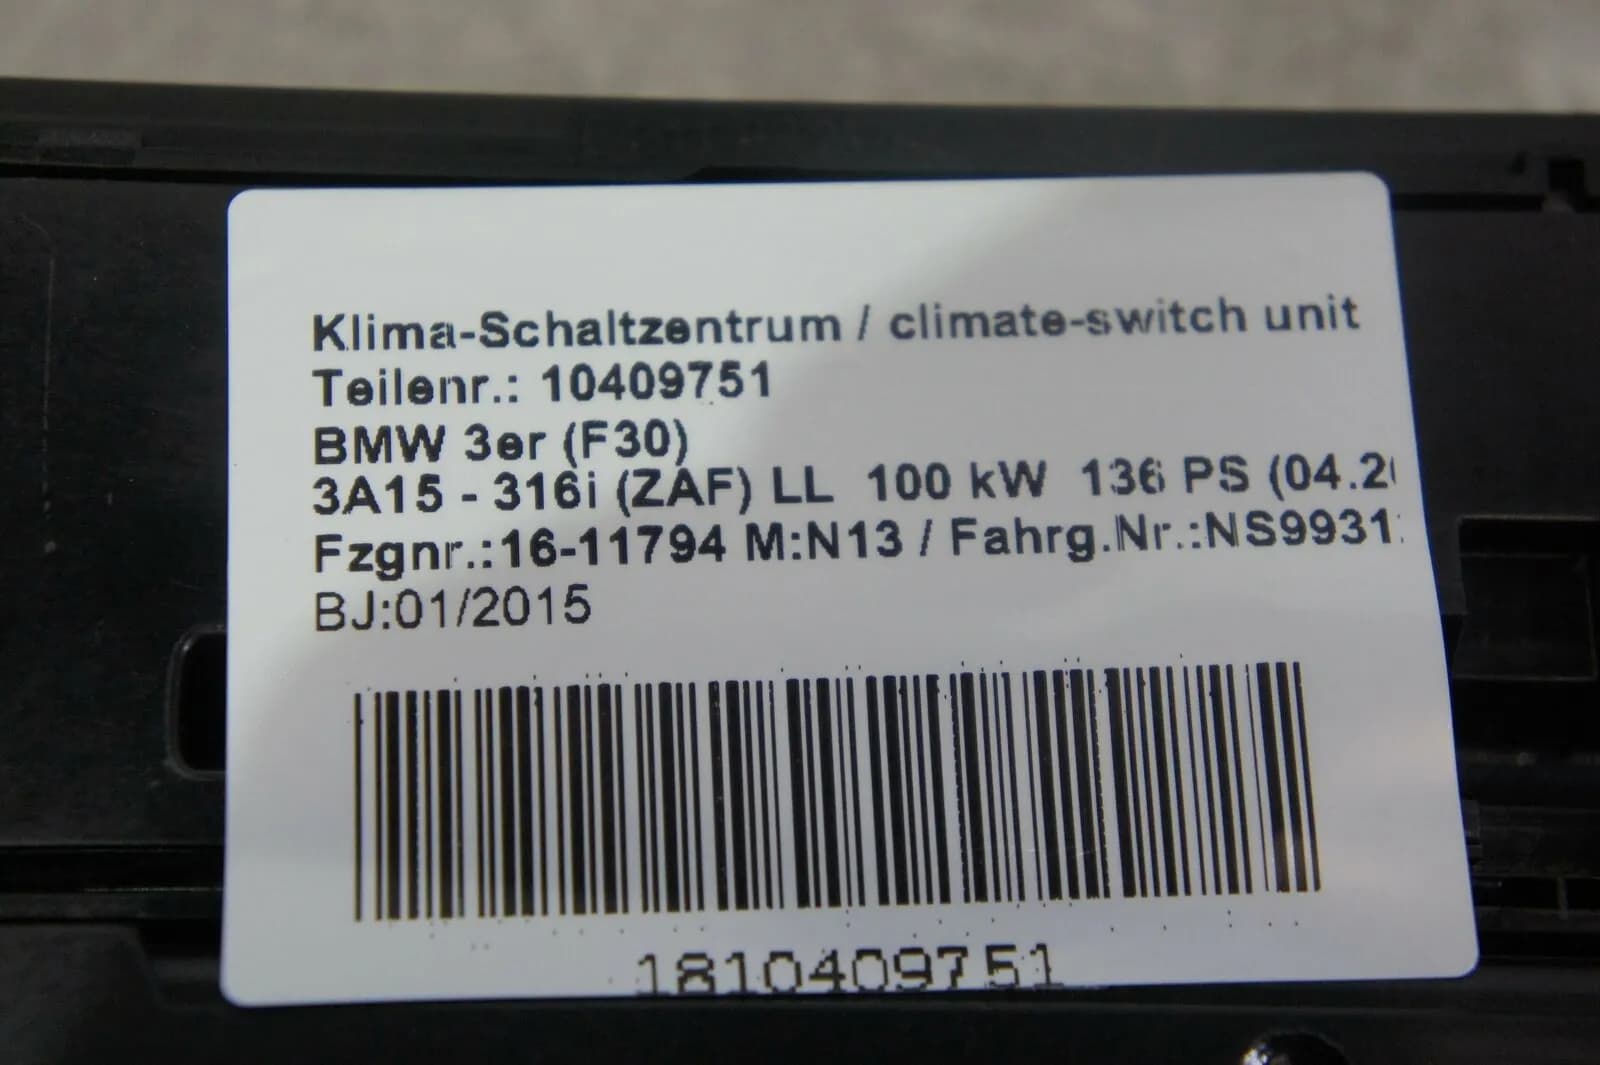 Klima-Schaltzentrum / climate-switch unit
Teilenr.: 10409751
BMW 3er (F30)
3A15 - 316i (ZAF) LL 100 kW 136 PS (04.2
Fzgnr.:16-11794 M:N13 / Fahrg.Nr.:NS9931
BJ:01/2015
1810409751